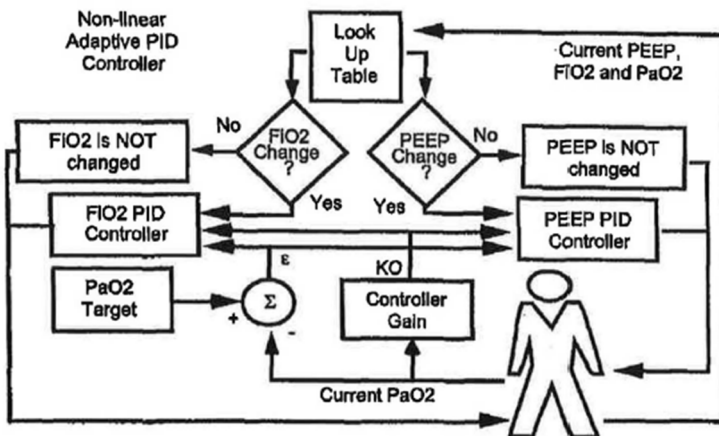 Non-linear
Adaptive PID
Controller
Look
Up
Table
Current PEEP,
FiO2 and PaO2
No
FiO2
Change
?
PEEP
Change
?
No
FiO2 is NOT
changed
PEEP is NOT
changed
Yes
Yes
FiO2 PID
Controller
PEEP PID
Controller
ε
KO
PaO2
Target
+
Σ
-
Controller
Gain
Current PaO2